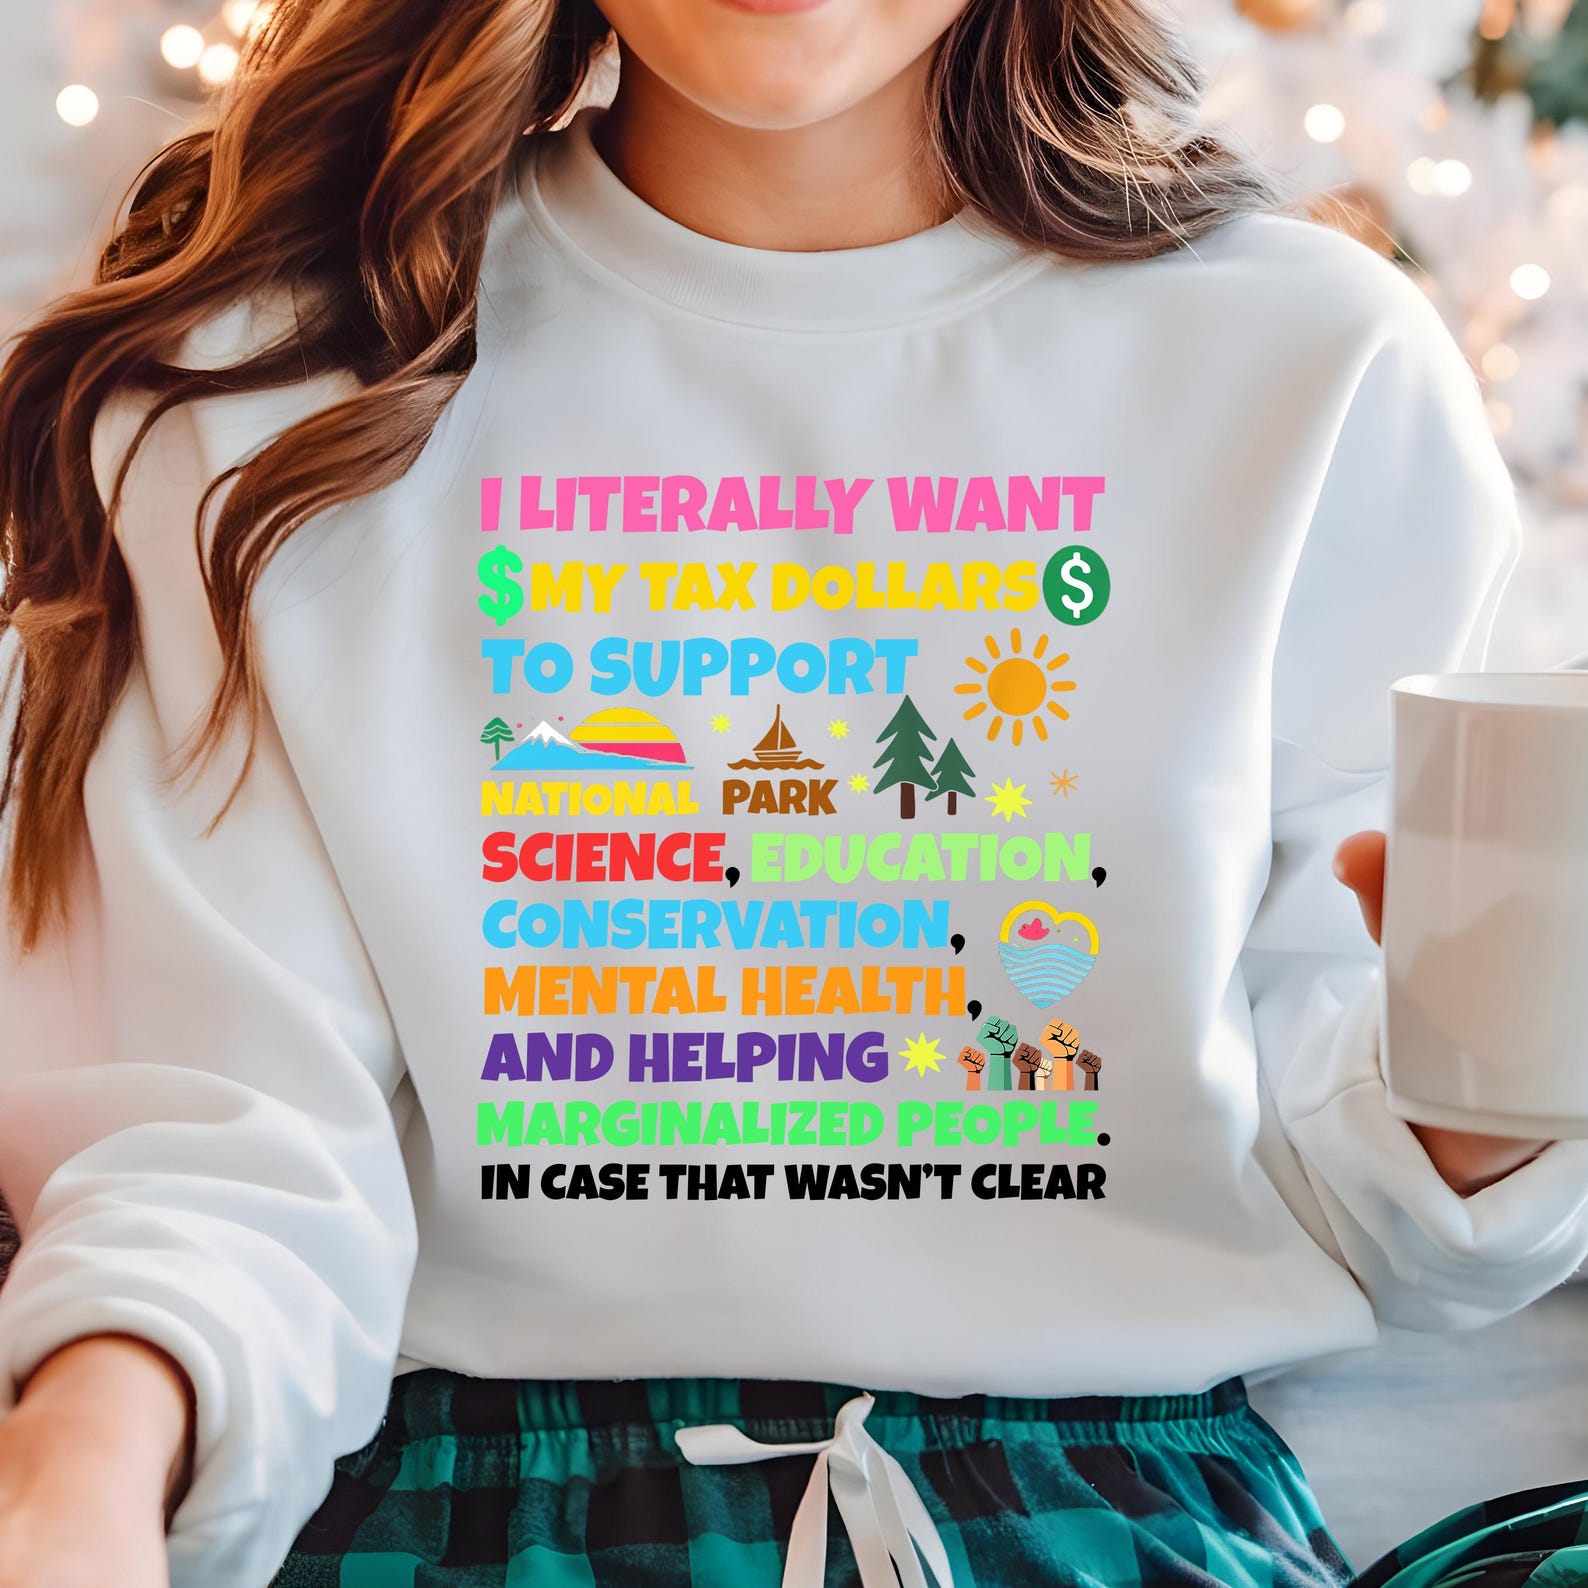 I LITERALLY WANT
$ MY TAX DOLLARS $
TO SUPPORT
NATIONAL PARK
SCIENCE, EDUCATION,
CONSERVATION,
MENTAL HEALTH,
AND HELPING
MARGINALIZED PEOPLE.
IN CASE THAT WASN'T CLEAR